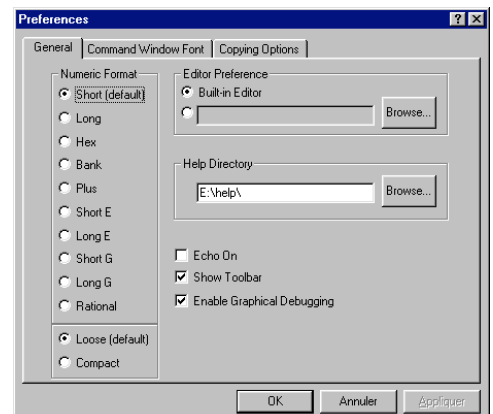 Preferences
General Command Window Font Copying Options
Numeric Format
Short (default)
Long
Hex
Bank
Plus
Short E
Long E
Short G
Long G
Rational
Loose (default)
Compact
Editor Preference
Built-in Editor
Browse...
Help Directory
E:\help\
Browse...
Echo On
Show Toolbar
Enable Graphical Debugging
OK Annuler Appliquer